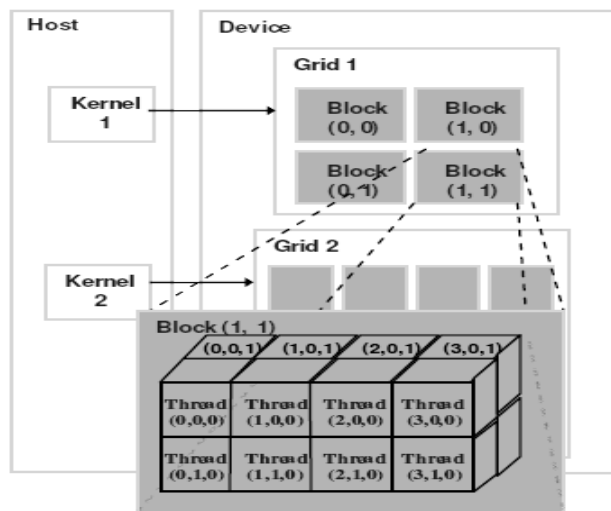 Host
Device
Grid 1
Kernel
1
Block
(0, 0)
Block
(1, 0)
Block
(0, 1)
Block
(1, 1)
Grid 2
Kernel
2
Block (1, 1)
(0,0,1) (1,0,1) (2,0,1) (3,0,1)
Thread Thread Thread Thread
(0,0,0) (1,0,0) (2,0,0) (3,0,0)
Thread Thread Thread Thread
(0,1,0) (1,1,0) (2,1,0) (3,1,0)